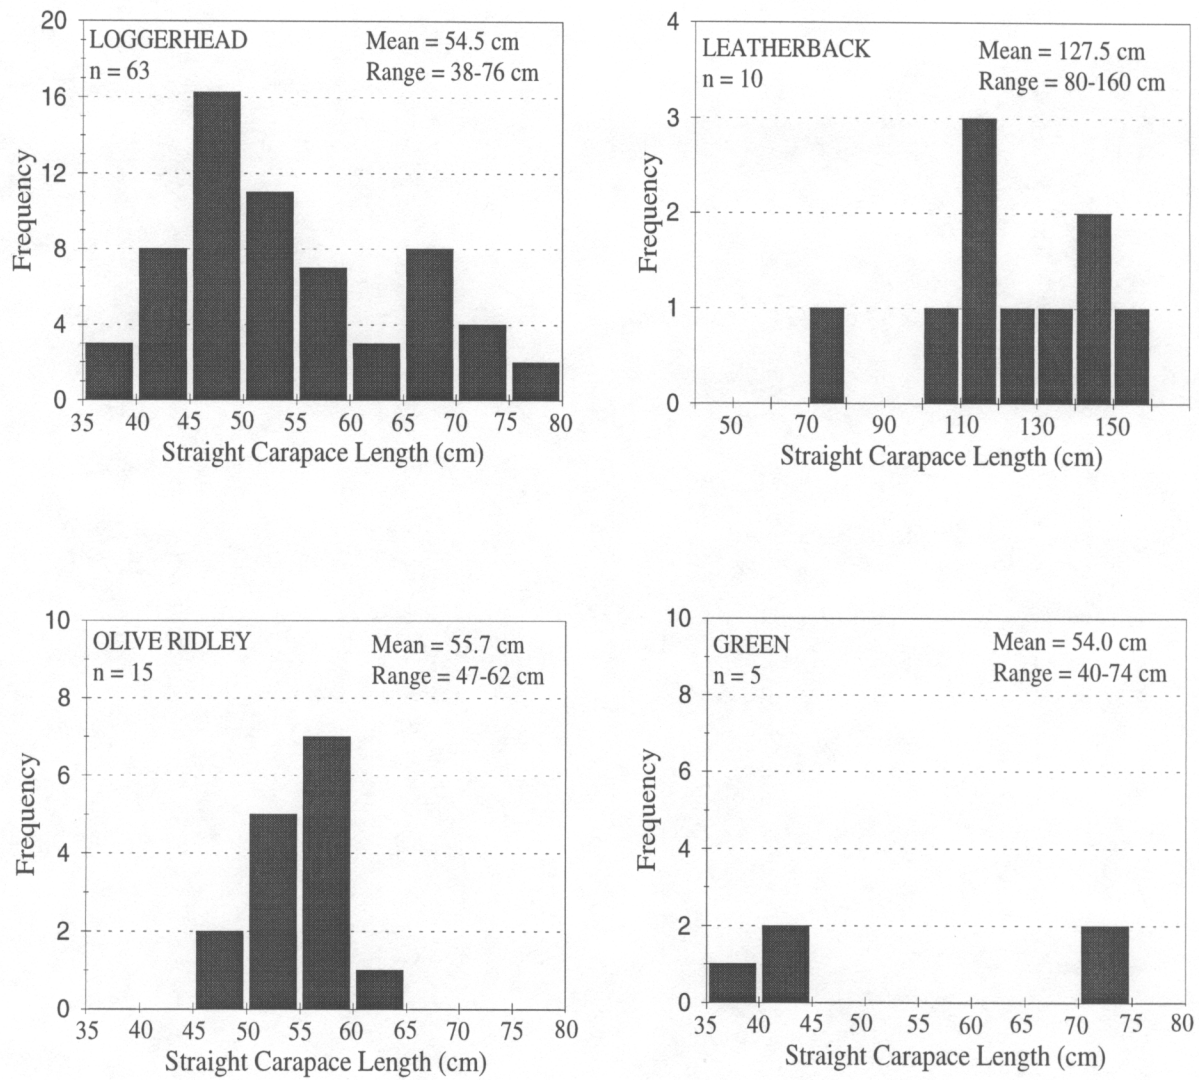 LOGGERHEAD
n = 63
Mean = 54.5 cm
Range = 38-76 cm
Frequency
20
16
12
8
4
0
35 40 45 50 55 60 65 70 75 80
Straight Carapace Length (cm)
LEATHERBACK
n = 10
Mean = 127.5 cm
Range = 80-160 cm
Frequency
4
3
2
1
0
50 70 90 110 130 150
Straight Carapace Length (cm)
OLIVE RIDLEY
n = 15
Mean = 55.7 cm
Range = 47-62 cm
Frequency
10
8
6
4
2
0
35 40 45 50 55 60 65 70 75 80
Straight Carapace Length (cm)
GREEN
n = 5
Mean = 54.0 cm
Range = 40-74 cm
Frequency
10
8
6
4
2
0
35 40 45 50 55 60 65 70 75 80
Straight Carapace Length (cm)